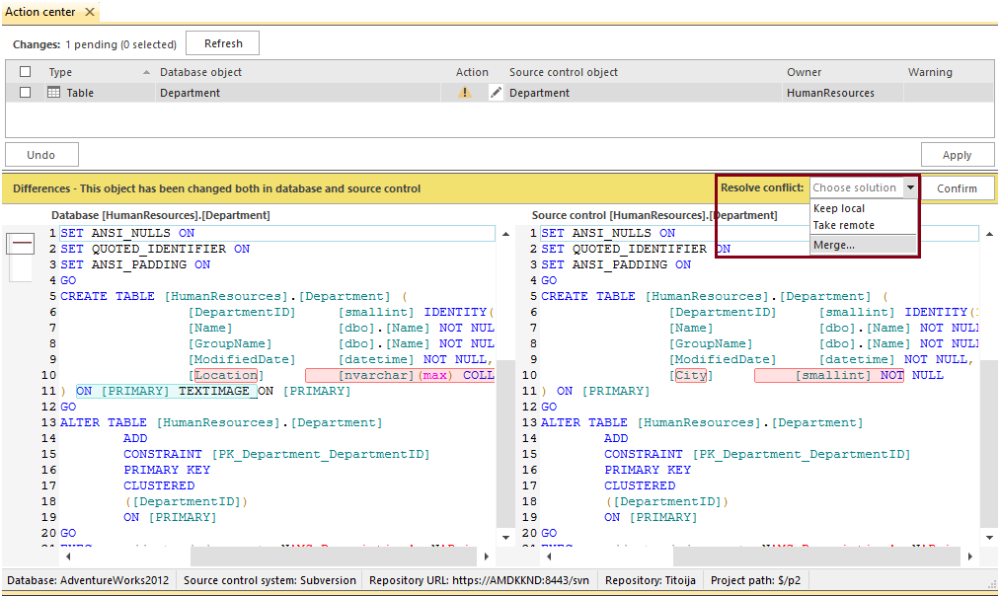 Action center
Changes: 1 pending (0 selected) Refresh
Type Database object Action Source control object Owner Warning
Table Department Department HumanResources
Undo Apply
Differences - This object has been changed both in database and source control Resolve conflict: Choose solution Confirm
Keep local
Take remote
Merge...
Database [HumanResources].[Department]
1 SET ANSI_NULLS ON
2 SET QUOTED_IDENTIFIER ON
3 SET ANSI_PADDING ON
4 GO
5 CREATE TABLE [HumanResources].[Department] (
6 [DepartmentID] [smallint] IDENTITY(
7 [Name] [dbo].[Name] NOT NUL
8 [GroupName] [dbo].[Name] NOT NUL
9 [ModifiedDate] [datetime] NOT NULL,
10 [Location] [nvarchar](max) COLL
11 ) ON [PRIMARY] TEXTIMAGE_ON [PRIMARY]
12 GO
13 ALTER TABLE [HumanResources].[Department]
14 ADD
15 CONSTRAINT [PK_Department_DepartmentID]
16 PRIMARY KEY
17 CLUSTERED
18 ([DepartmentID])
19 ON [PRIMARY]
20 GO
Source control [HumanResources].[Department]
1 SET ANSI_NULLS ON
2 SET QUOTED_IDENTIFIER ON
3 SET ANSI_PADDING ON
4 GO
5 CREATE TABLE [HumanResources].[Department] (
6 [DepartmentID] [smallint] IDENTITY(
7 [Name] [dbo].[Name] NOT NUL
8 [GroupName] [dbo].[Name] NOT NUL
9 [ModifiedDate] [datetime] NOT NULL,
10 [City] [smallint] NOT NULL
11 ) ON [PRIMARY]
12 GO
13 ALTER TABLE [HumanResources].[Department]
14 ADD
15 CONSTRAINT [PK_Department_DepartmentID]
16 PRIMARY KEY
17 CLUSTERED
18 ([DepartmentID])
19 ON [PRIMARY]
20 GO
Database: AdventureWorks2012 Source control system: Subversion Repository URL: https://AMDKKND:8443/svn Repository: Titoija Project path: $/p2